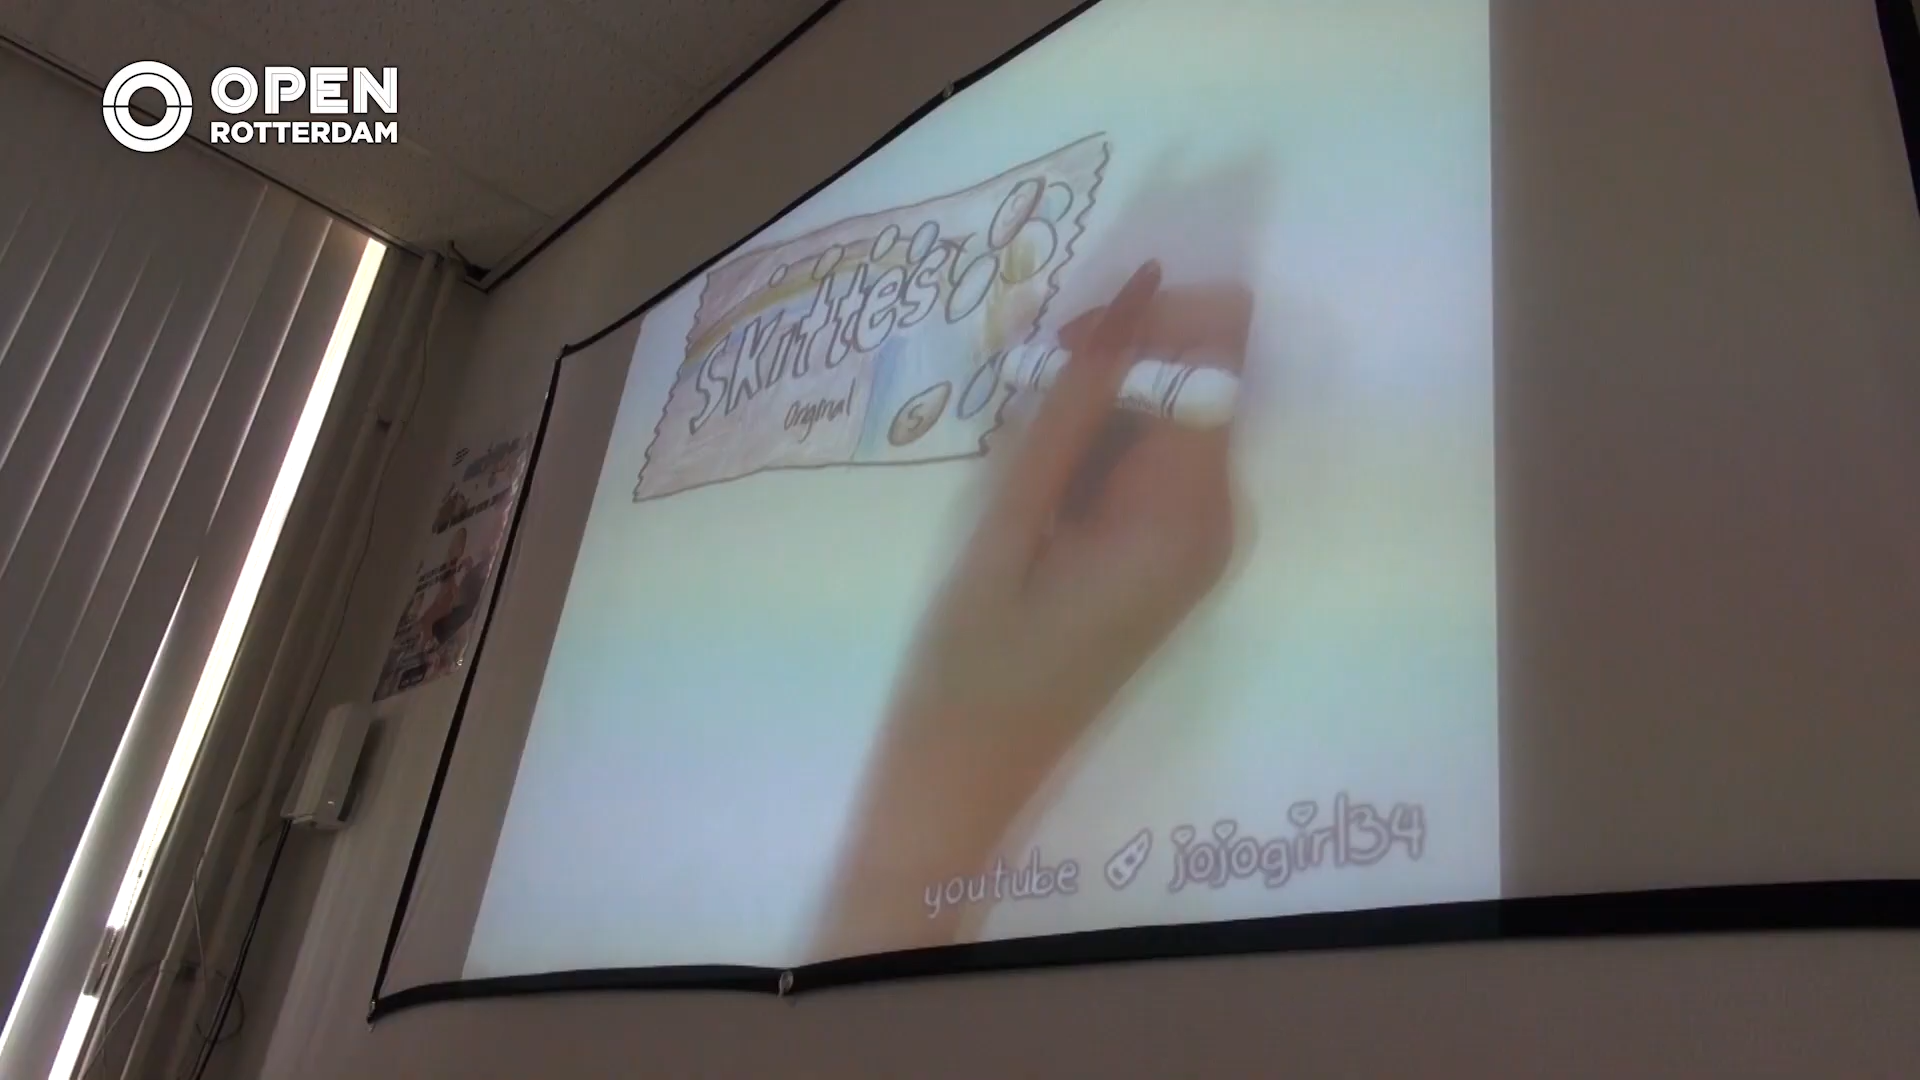 OPEN
ROTTERDAM
Skittles
original
S
S
youtube jojogirl34